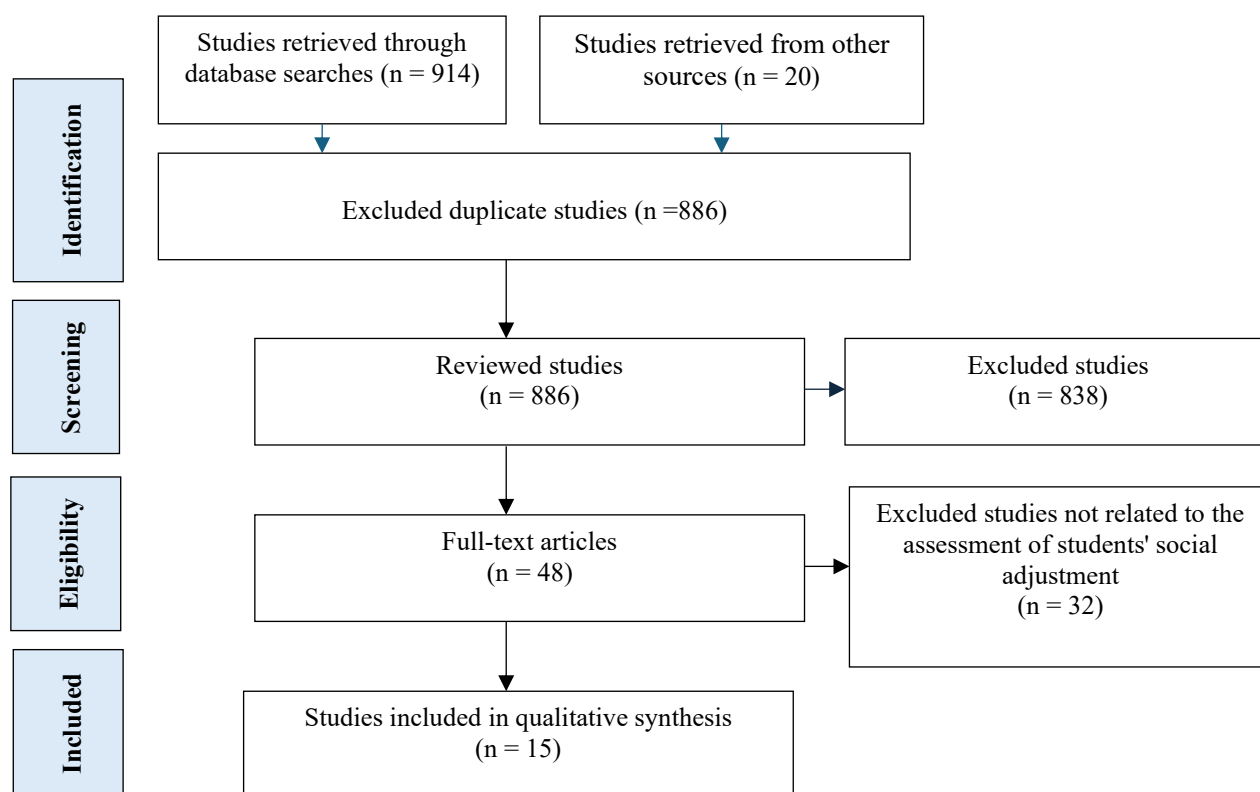 Studies retrieved through
database searches (n = 914)
Studies retrieved from other
sources (n = 20)
Identification
Excluded duplicate studies (n =886)
Screening
Reviewed studies
(n = 886)
Excluded studies
(n = 838)
Eligibility
Full-text articles
(n = 48)
Excluded studies not related to the
assessment of students' social
adjustment
(n = 32)
Included
Studies included in qualitative synthesis
(n = 15)